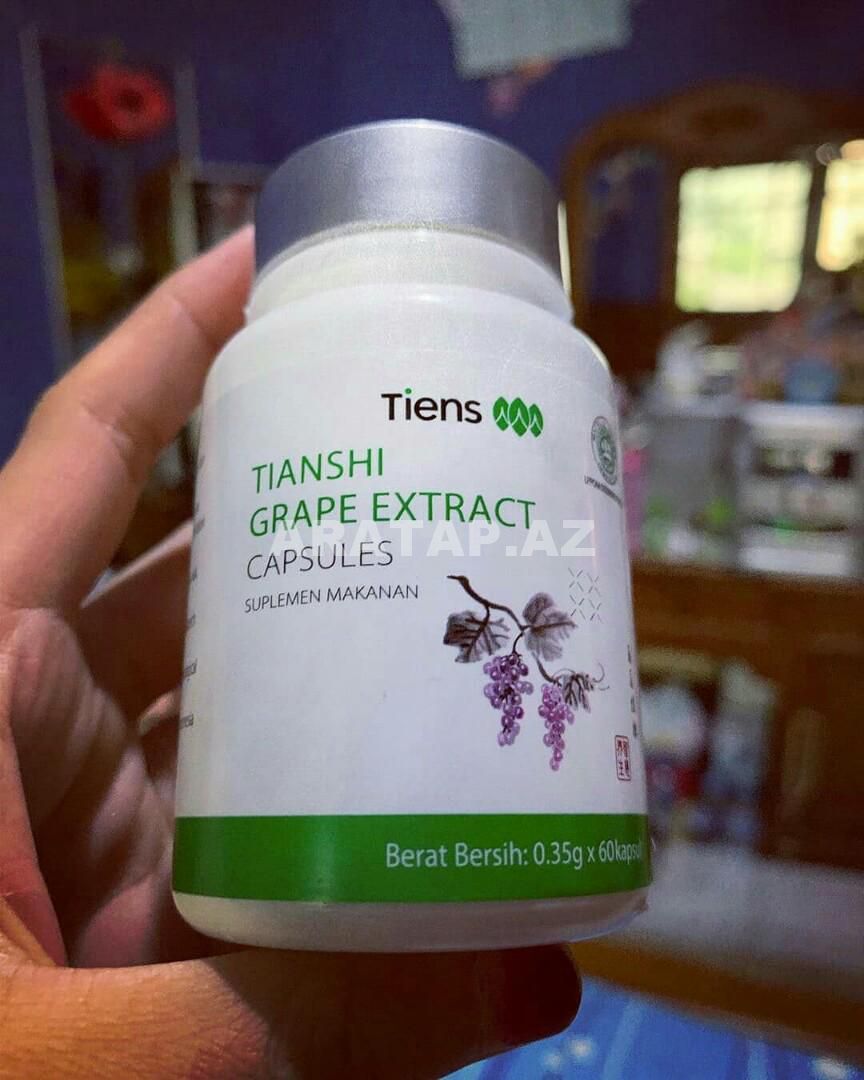 Tiens
TIANSHI
GRAPE EXTRACT
CAPSULES
SUPLEMEN MAKANAN
ARATAP.AZ
Berat Bersih: 0.35g x 60kapsul